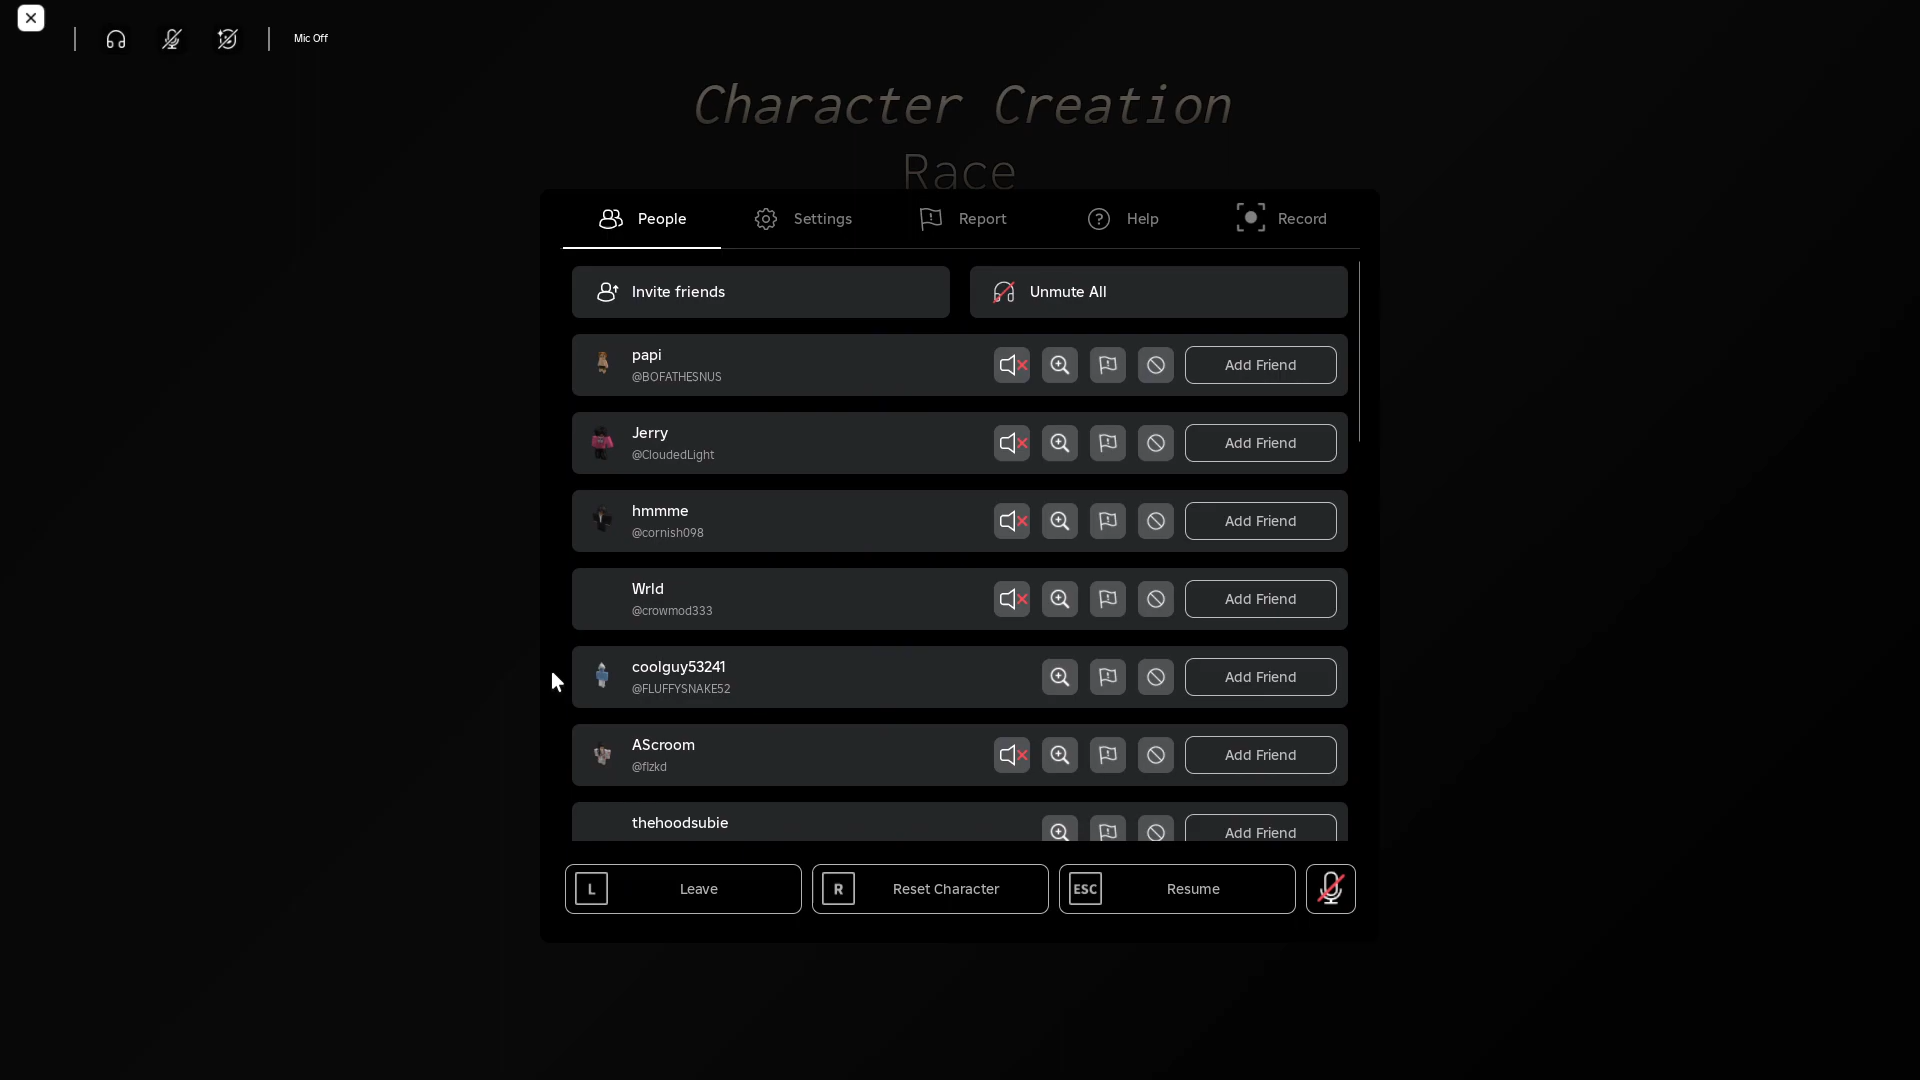 Mic Off
Character Creation
Race
People
Settings
Report
Help
Record
Invite friends
Unmute All
papi
@BOFATHESNUS
Add Friend
Jerry
@CloudedLight
Add Friend
hmmme
@cornish098
Add Friend
Wrld
@crowmod333
Add Friend
coolguy53241
@FLUFFYSNAKE52
Add Friend
AScroom
@flzkd
Add Friend
thehoodsubie
Add Friend
L Leave
R Reset Character
ESC Resume